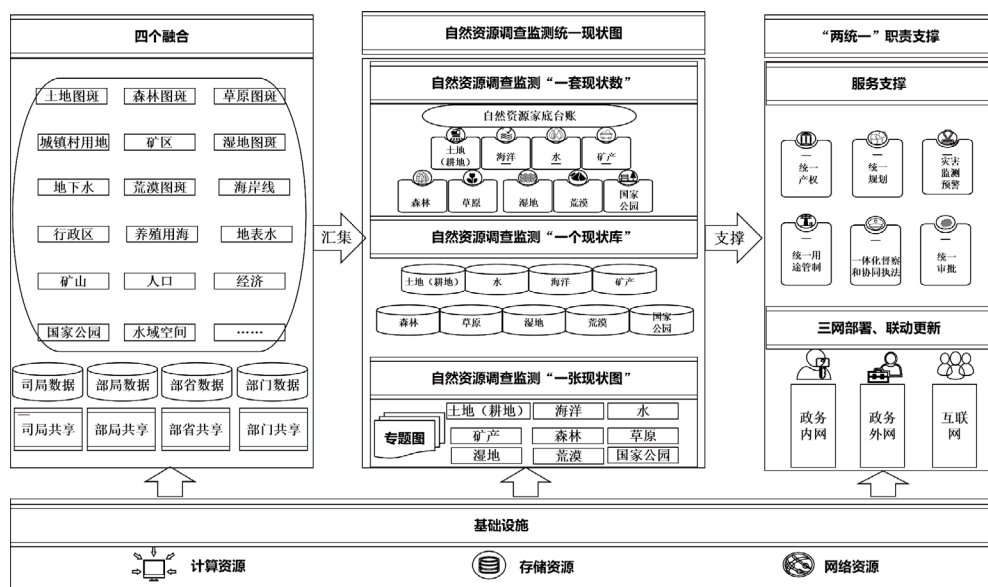 四个融合
土地图斑 森林图斑 草原图斑
城镇村用地 矿区 湿地图斑
地下水 荒漠图斑 海岸线
行政区 养殖用海 地表水
矿山 人口 经济
国家公园 水域空间 ……
司局数据 部局数据 部省数据 部门数据
司局共享 部局共享 部省共享 部门共享
汇集
自然资源调查监测统一现状图
自然资源调查监测“一套现状数”
自然资源家底台账
土地
（耕地）
海洋
水
矿产
森林
草原
湿地
荒漠
国家
公园
自然资源调查监测“一个现状库”
土地（耕地） 水 海洋 矿产
森林 草原 湿地 荒漠
国家
公园
自然资源调查监测“一张现状图”
专题图
土地（耕地） 海洋 水
矿产 森林 草原
湿地 荒漠 国家公园
支撑
“两统一”职责支撑
服务支撑
统一
产权
统一
规划
灾害
监测
预警
统一用
途管制
一体化督察
和协同执法
统一
审批
三网部署、联动更新
政务
内网
政务
外网
互联
网
基础设施
计算资源 存储资源 网络资源